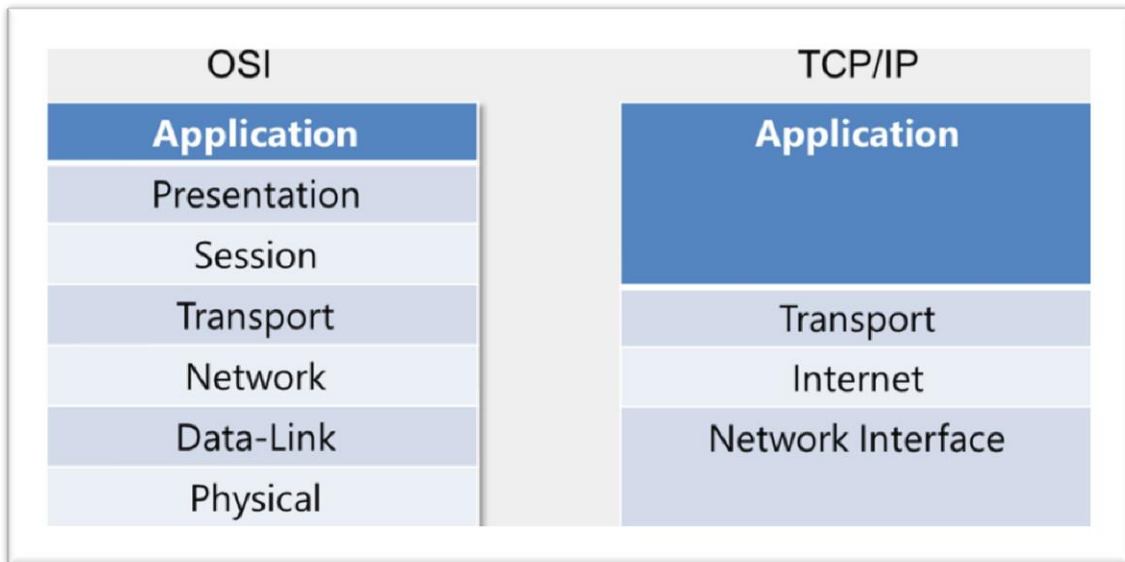 OSI
Application
Presentation
Session
Transport
Network
Data-Link
Physical
TCP/IP
Application
Transport
Internet
Network Interface